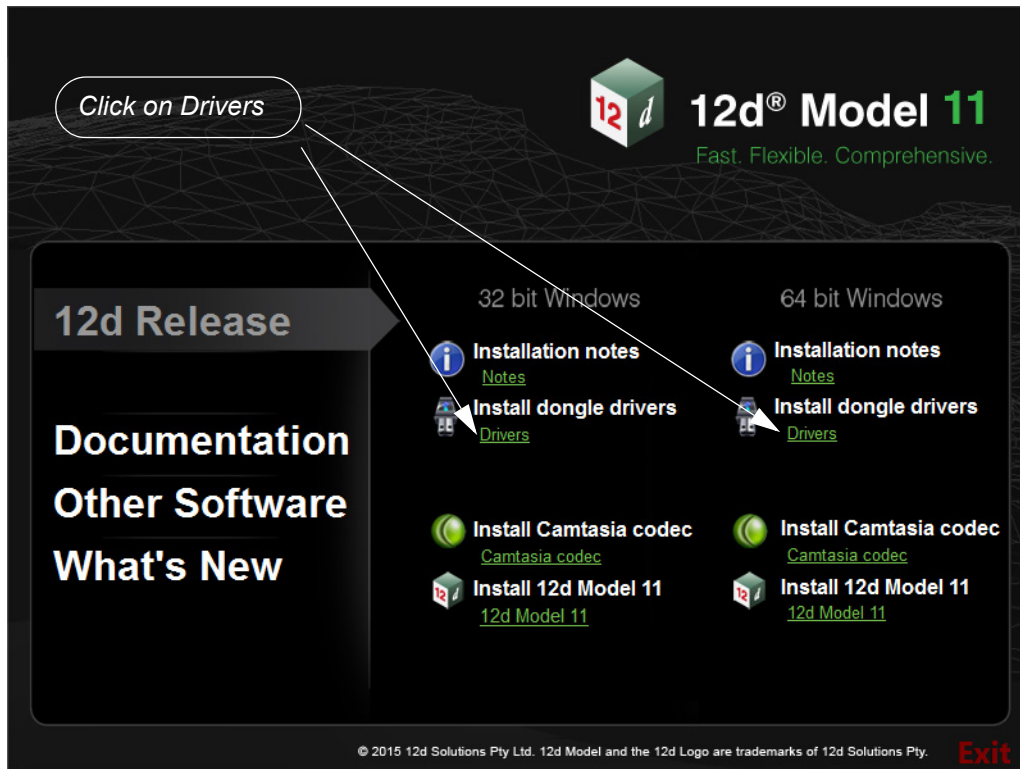 Click on Drivers
12 d
12d® Model 11
Fast. Flexible. Comprehensive.
12d Release
Documentation
Other Software
What's New
32 bit Windows
Installation notes
Notes
Install dongle drivers
Drivers
Install Camtasia codec
Camtasia codec
12 d
Install 12d Model 11
12d Model 11
64 bit Windows
Installation notes
Notes
Install dongle drivers
Drivers
Install Camtasia codec
Camtasia codec
12 d
Install 12d Model 11
12d Model 11
© 2015 12d Solutions Pty Ltd. 12d Model and the 12d Logo are trademarks of 12d Solutions Pty.
Exit